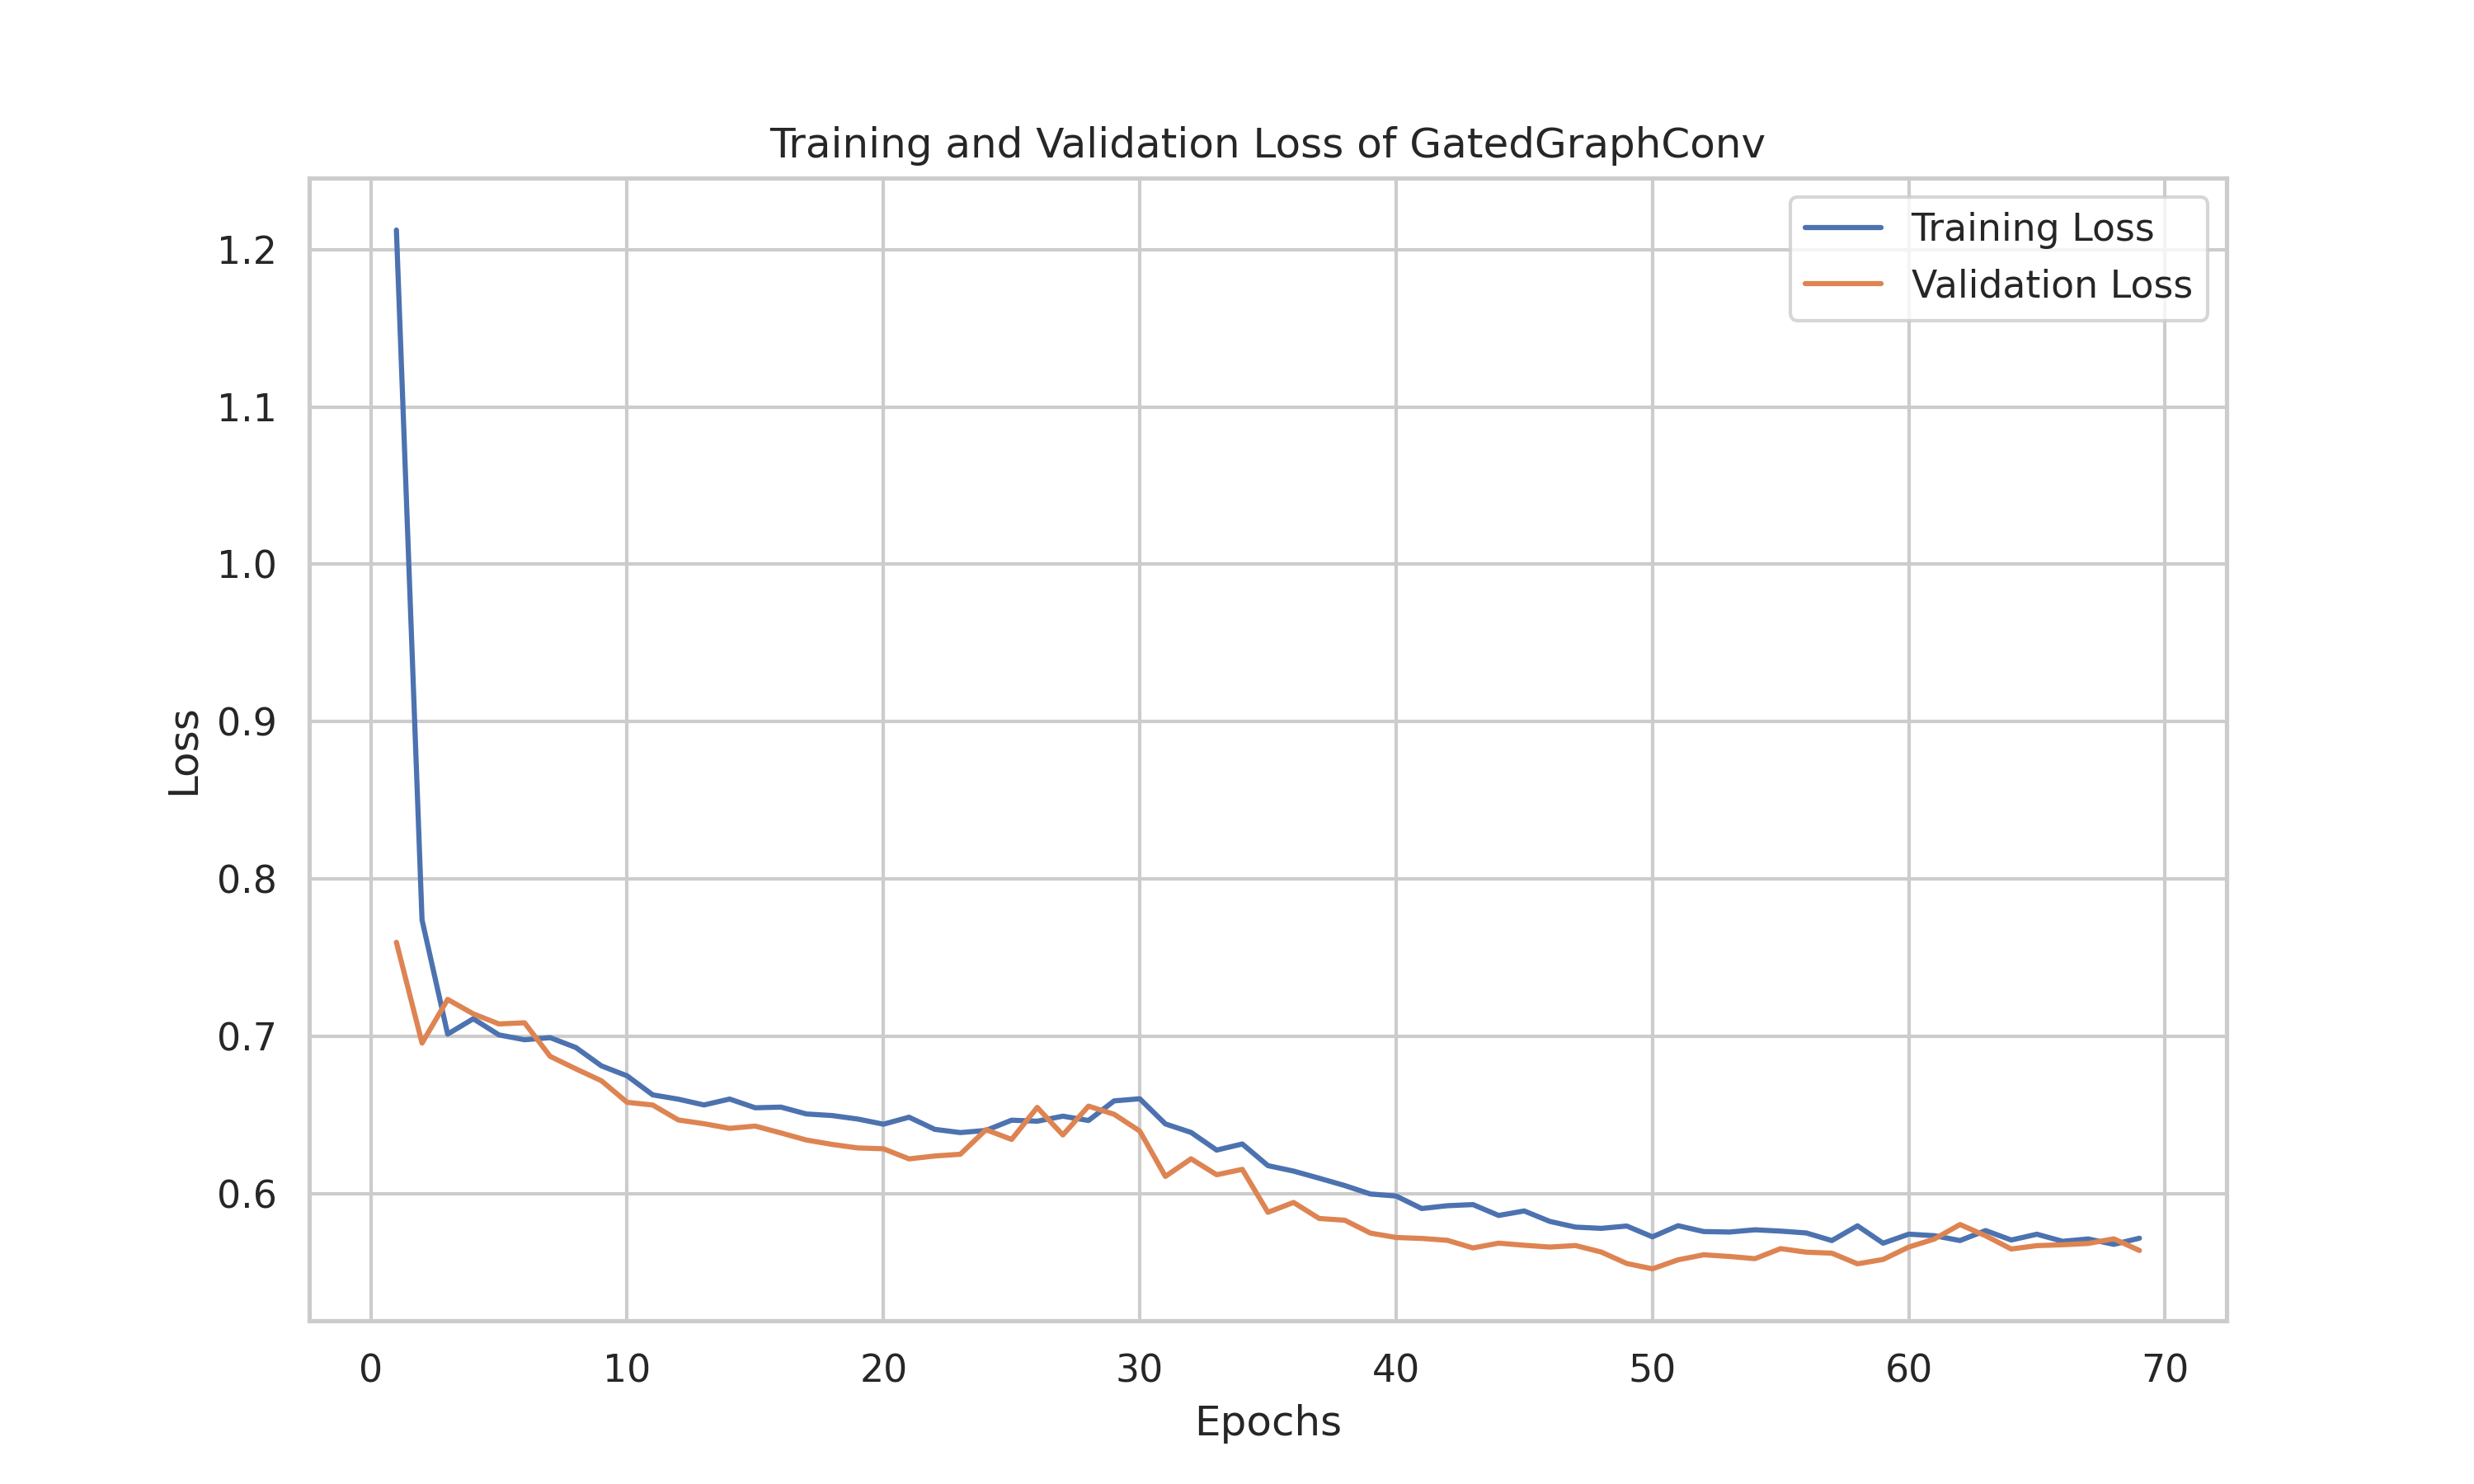 Training and Validation Loss of GatedGraphConv
Training Loss
Validation Loss
1.2
1.1
1.0
0.9
0.8
0.7
0.6
Loss
0 10 20 30 40 50 60 70
Epochs